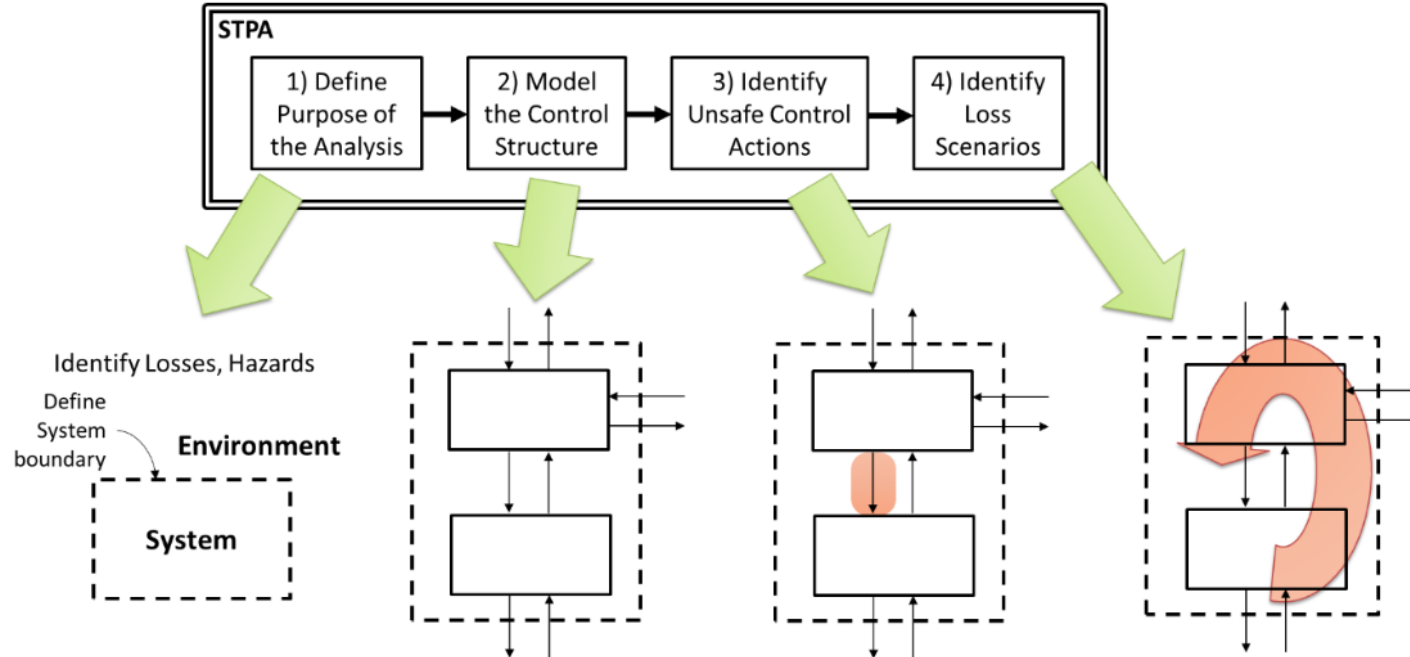 STPA
1) Define
Purpose of
the Analysis
2) Model
the Control
Structure
3) Identify
Unsafe Control
Actions
4) Identify
Loss
Scenarios
Identify Losses, Hazards
Define
System
boundary
Environment
System